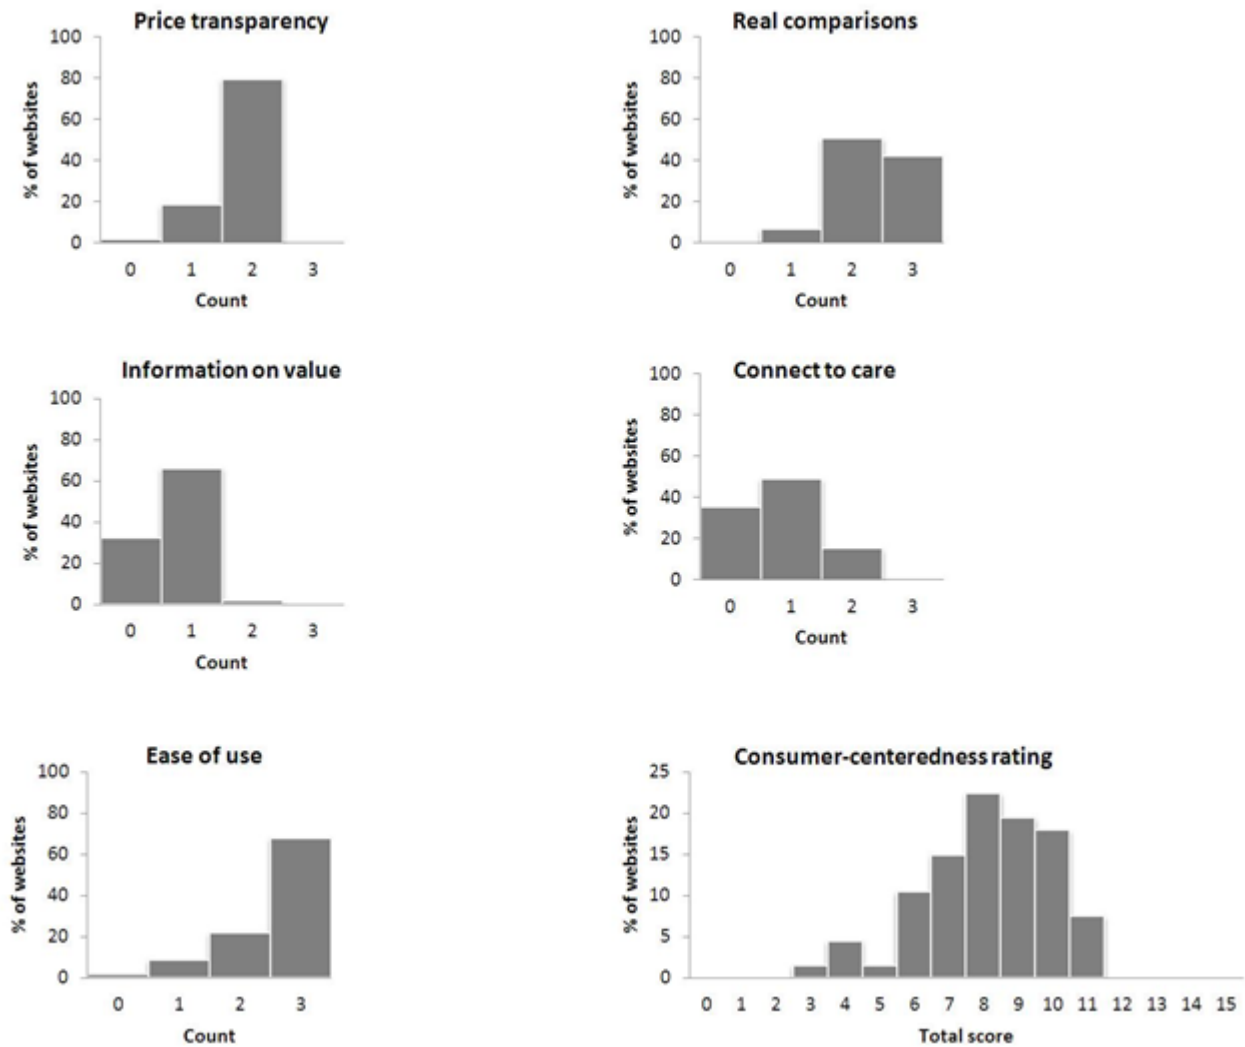 Price transparency
% of websites
100
80
60
40
20
0
0 1 2 3
Count
Real comparisons
% of websites
100
80
60
40
20
0
0 1 2 3
Count
Information on value
% of websites
100
80
60
40
20
0
0 1 2 3
Count
Connect to care
% of websites
100
80
60
40
20
0
0 1 2 3
Count
Ease of use
% of websites
100
80
60
40
20
0
0 1 2 3
Count
Consumer-centeredness rating
% of websites
25
20
15
10
5
0
0 1 2 3 4 5 6 7 8 9 10 11 12 13 14 15
Total score